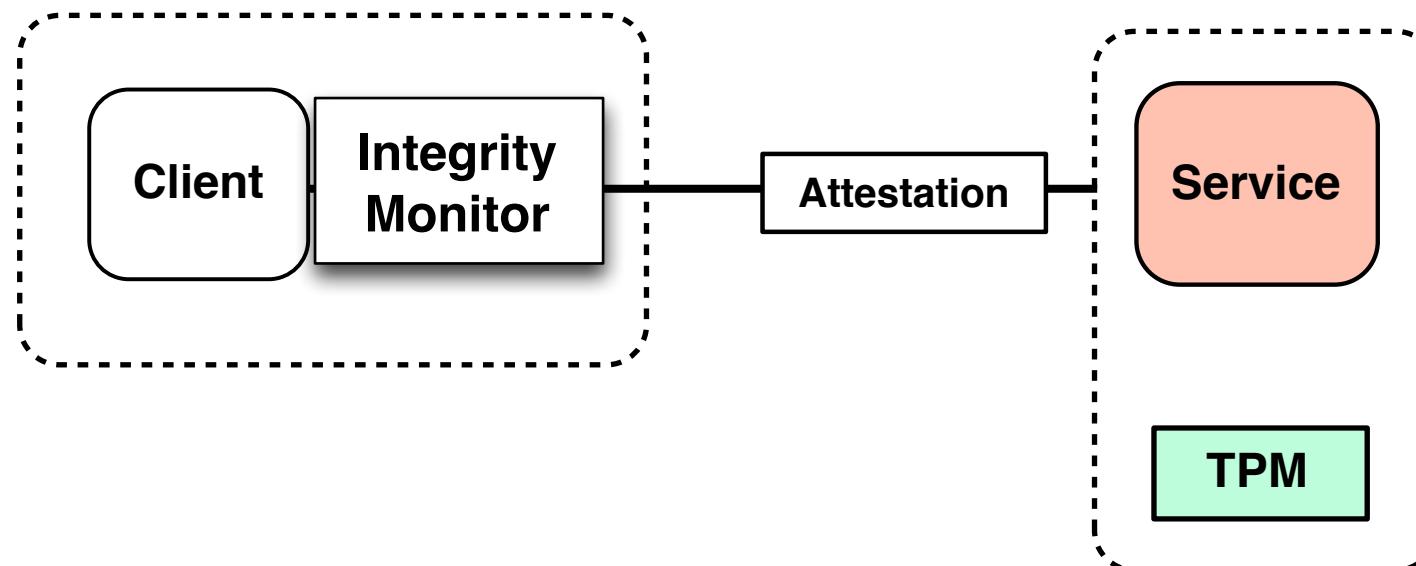 Client
Integrity
Monitor
Attestation
Service
TPM